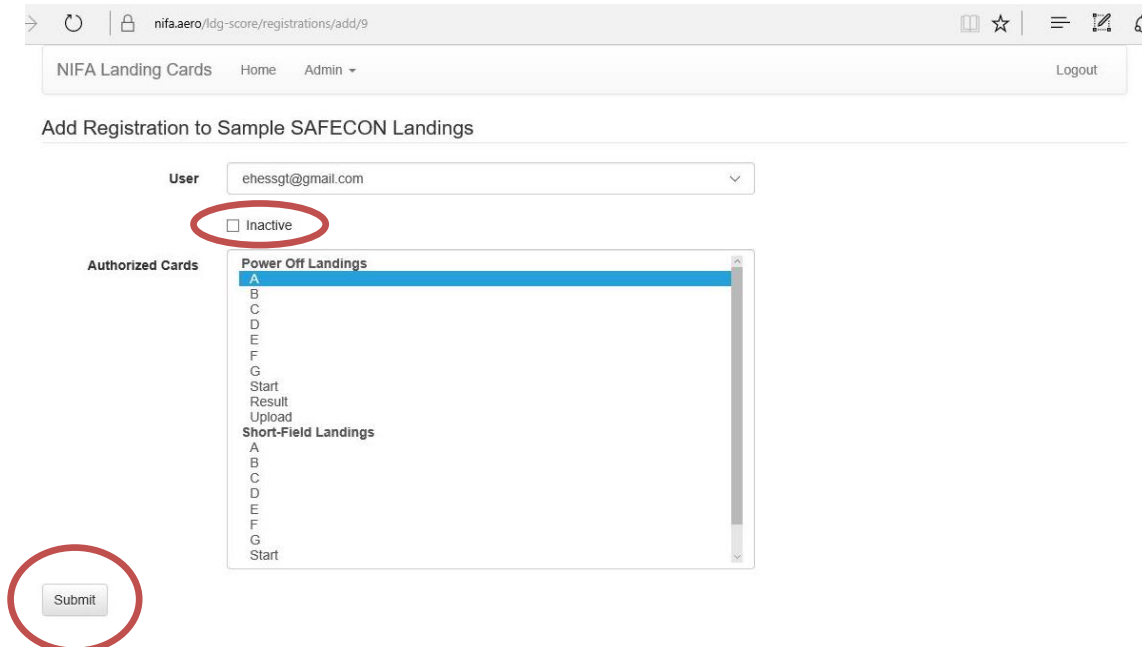 nifa.aero/ldg-score/registrations/add/9
NIFA Landing Cards Home Admin Logout
Add Registration to Sample SAFECON Landings
User ehessgt@gmail.com
Inactive
Authorized Cards Power Off Landings
A
B
C
D
E
F
G
Start
Result
Upload
Short-Field Landings
A
B
C
D
E
F
G
Start
Submit